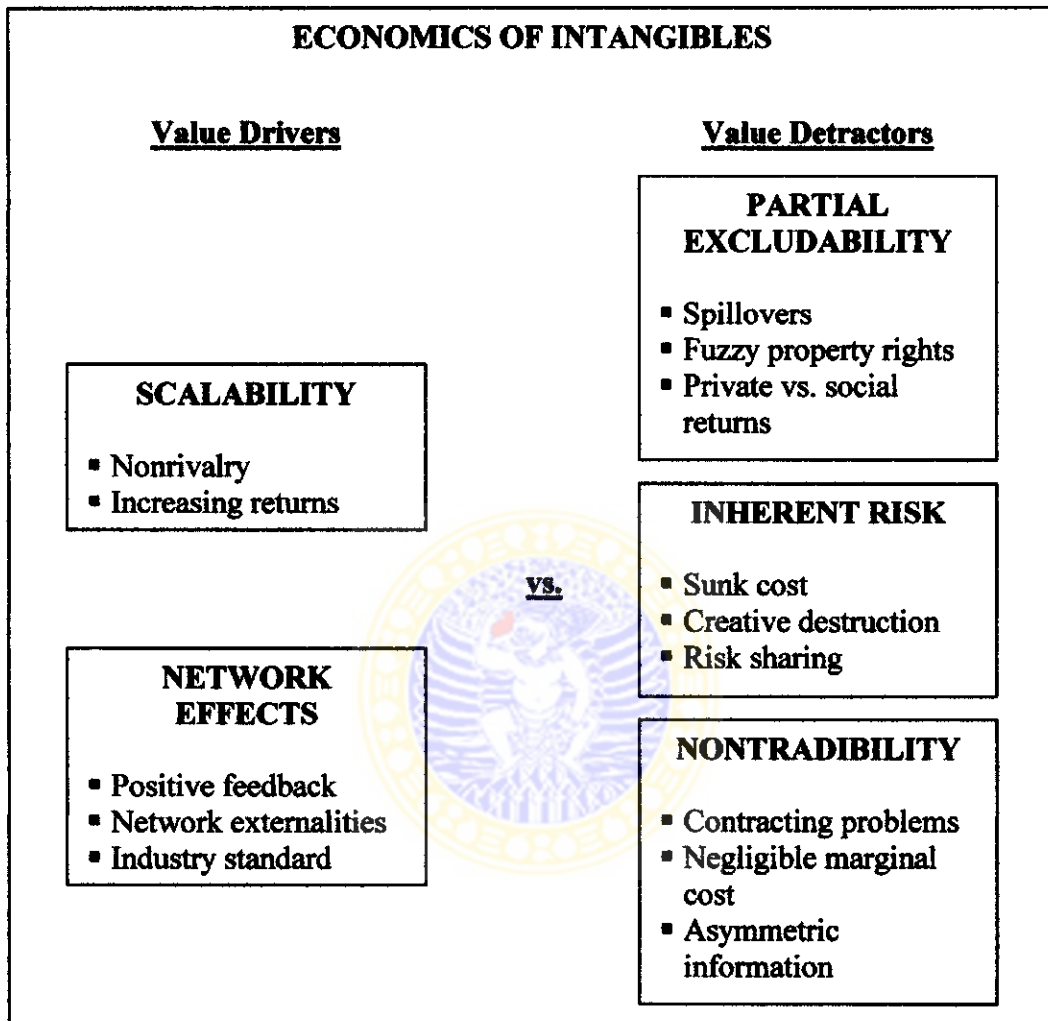 ECONOMICS OF INTANGIBLES
Value Drivers
SCALABILITY
▪ Nonrivalry
▪ Increasing returns
NETWORK
EFFECTS
▪ Positive feedback
▪ Network externalities
▪ Industry standard
vs.
Value Detractors
PARTIAL
EXCLUDABILITY
▪ Spillovers
▪ Fuzzy property rights
▪ Private vs. social
returns
INHERENT RISK
▪ Sunk cost
▪ Creative destruction
▪ Risk sharing
NONTRADIBILITY
▪ Contracting problems
▪ Negligible marginal
cost
▪ Asymmetric
information